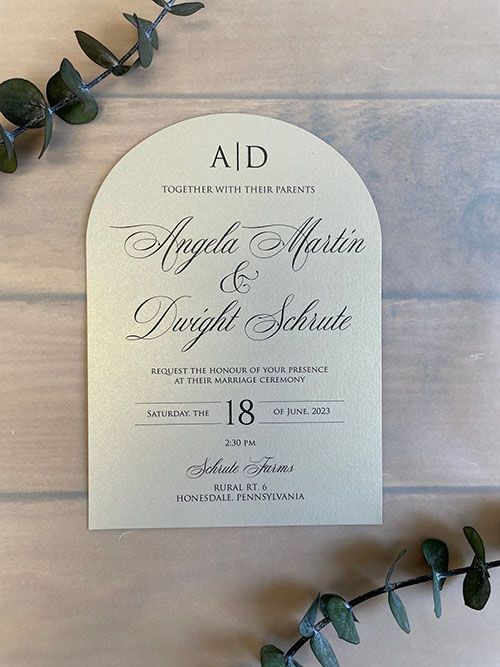 A|D
TOGETHER WITH THEIR PARENTS
Angela Martin
&
Dwight Schrute
REQUEST THE HONOUR OF YOUR PRESENCE
AT THEIR MARRIAGE CEREMONY
SATURDAY, THE 18 OF JUNE, 2023
2:30 PM
Schrute Farms
RURAL RT. 6
HONESDALE, PENNSYLVANIA